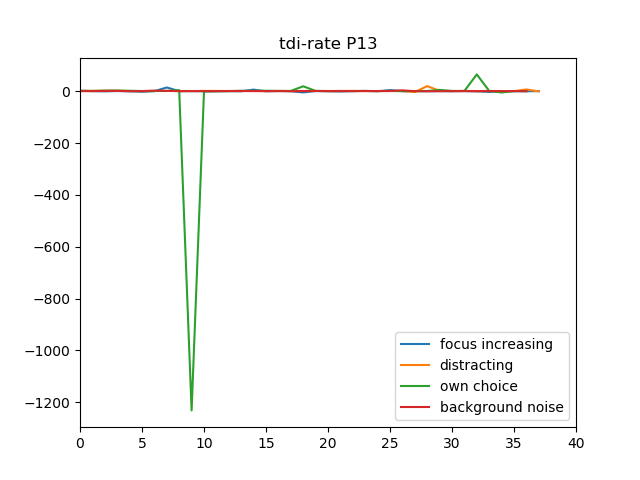 tdi-rate P13
0
−200
−400
−600
−800
−1000
−1200
focus increasing
distracting
own choice
background noise
0 5 10 15 20 25 30 35 40